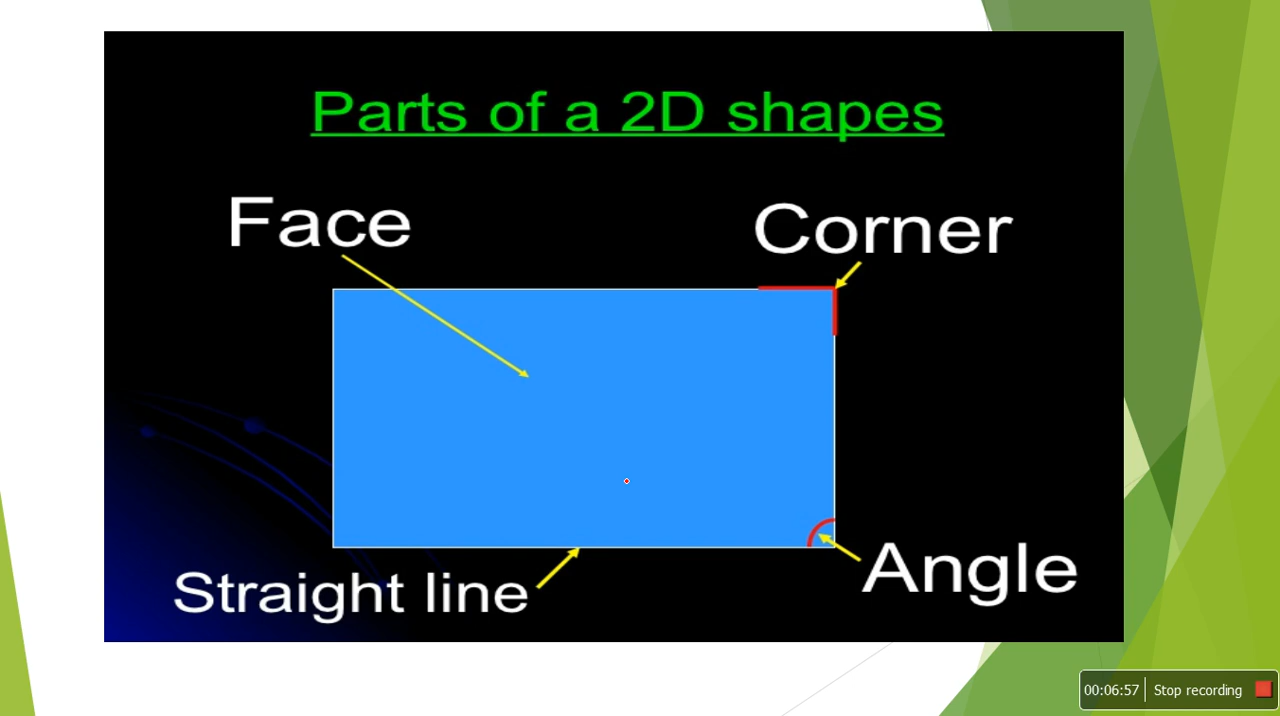 Parts of a 2D shapes
Face
Corner
Straight line
Angle
00:06:57 Stop recording